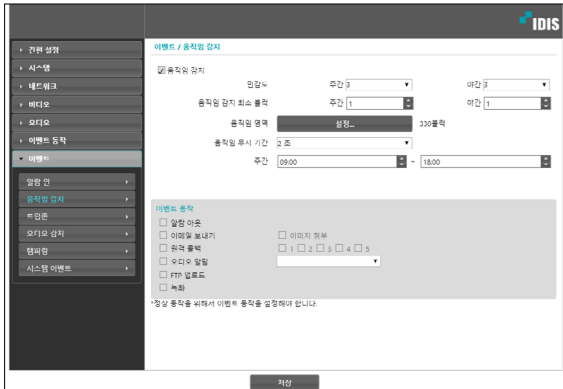 IDIS
간편 설정
시스템
네트워크
비디오
오디오
이벤트 동작
이벤트
알람 인
움직임 감지
트립존
오디오 감지
탬퍼링
시스템 이벤트
이벤트 / 움직임 감지
움직임 감지
민감도 주간 3 야간 3
움직임 감지 최소 블럭 주간 1 야간 1
움직임 영역 설정... 330블럭
움직임 무시 기간 2 초
주간 09:00 ~ 18:00
이벤트 동작
알람 아웃
이메일 보내기 이미지 첨부
원격 콜백 1 2 3 4 5
오디오 알림
FTP 업로드
녹화
*정상 동작을 위해서 이벤트 동작을 설정해야 합니다.
저장